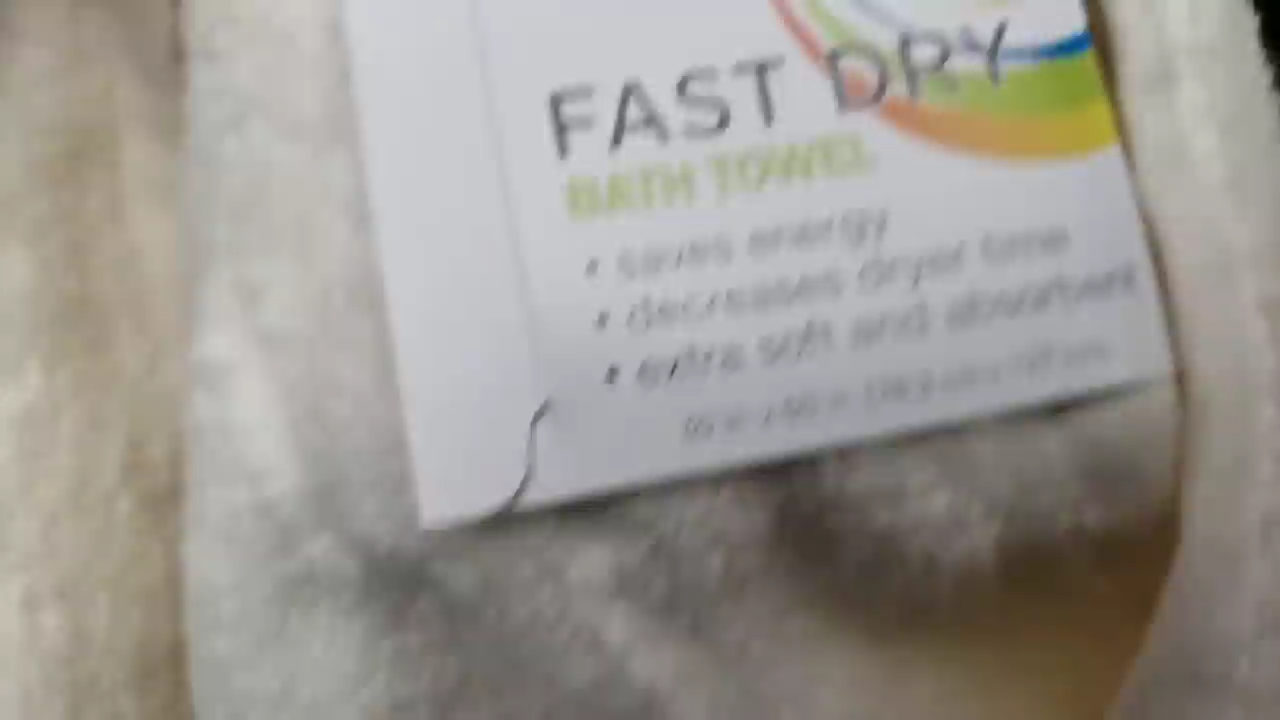 FAST DRY
BATH TOWEL
• saves energy
• decreases dryer time
• extra soft and absorbent